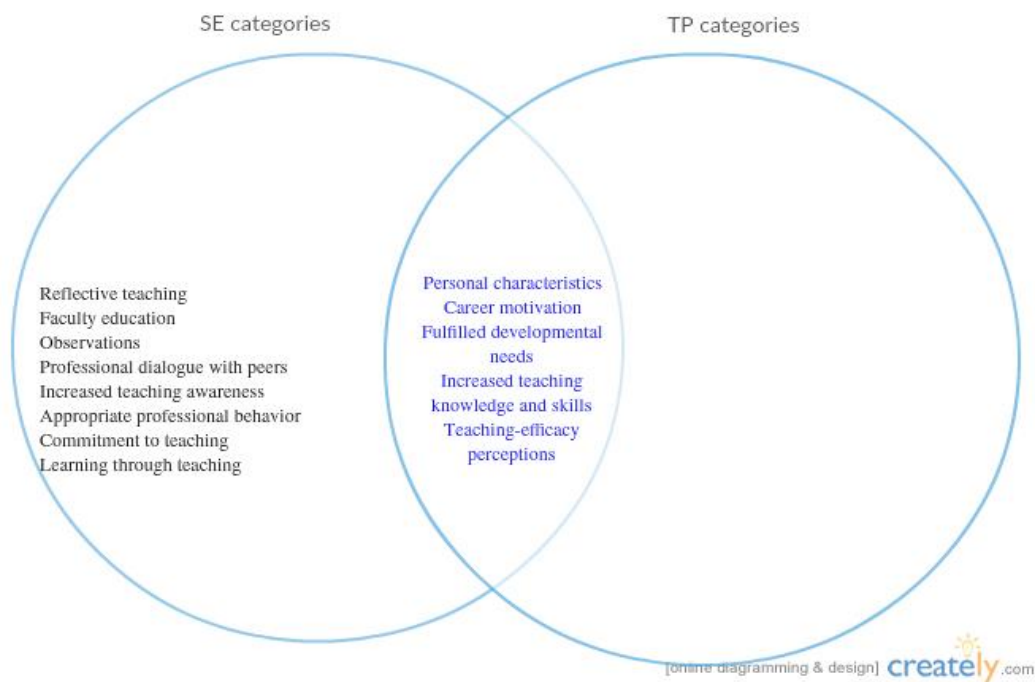 SE categories
TP categories
Reflective teaching
Faculty education
Observations
Professional dialogue with peers
Increased teaching awareness
Appropriate professional behavior
Commitment to teaching
Learning through teaching
Personal characteristics
Career motivation
Fulfilled developmental
needs
Increased teaching
knowledge and skills
Teaching-efficacy
perceptions
[online diagramming & design] creately.com